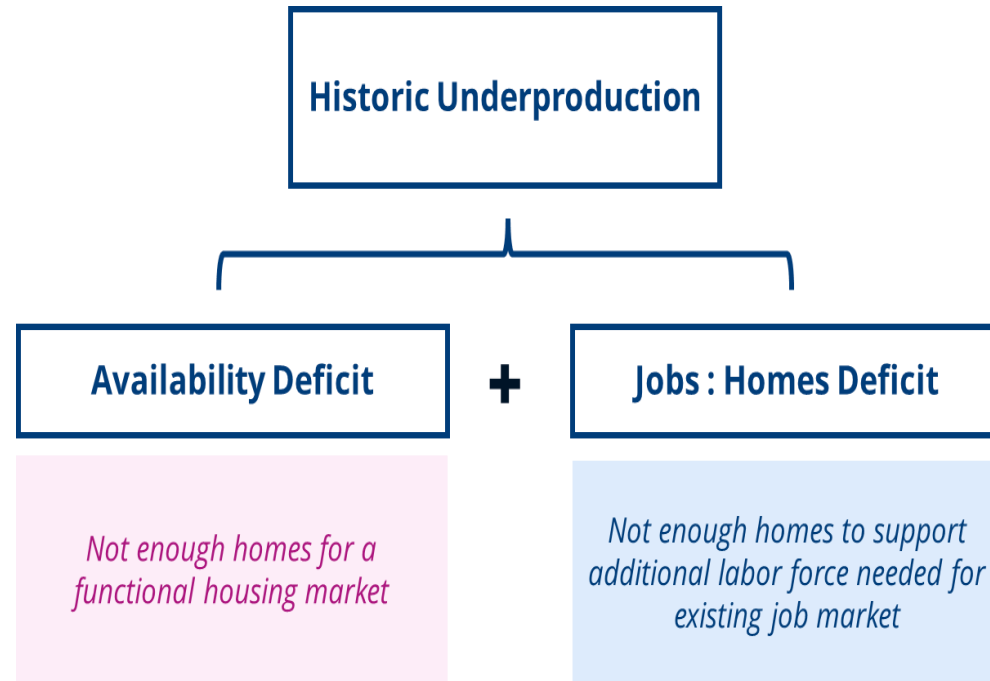 Historic Underproduction
Availability Deficit
+
Jobs : Homes Deficit
Not enough homes for a
functional housing market
Not enough homes to support
additional labor force needed for
existing job market